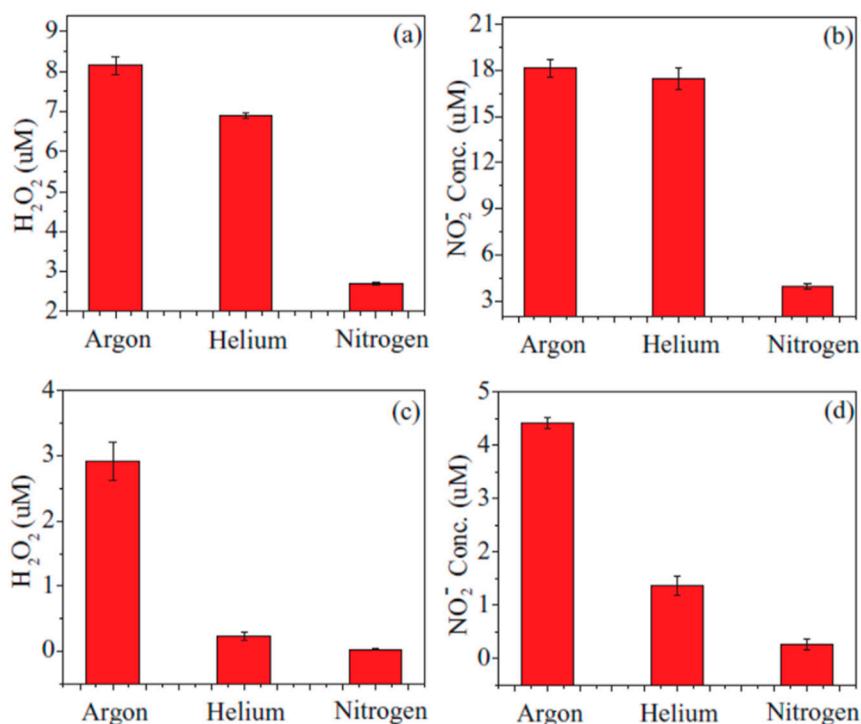 (a)
H₂O₂ (uM)
9
8
7
6
5
4
3
2
Argon Helium Nitrogen
(b)
NO₂⁻ Conc. (uM)
21
18
15
12
9
6
3
Argon Helium Nitrogen
(c)
H₂O₂ (uM)
4
3
2
1
0
Argon Helium Nitrogen
(d)
NO₂⁻ Conc. (uM)
5
4
3
2
1
0
Argon Helium Nitrogen